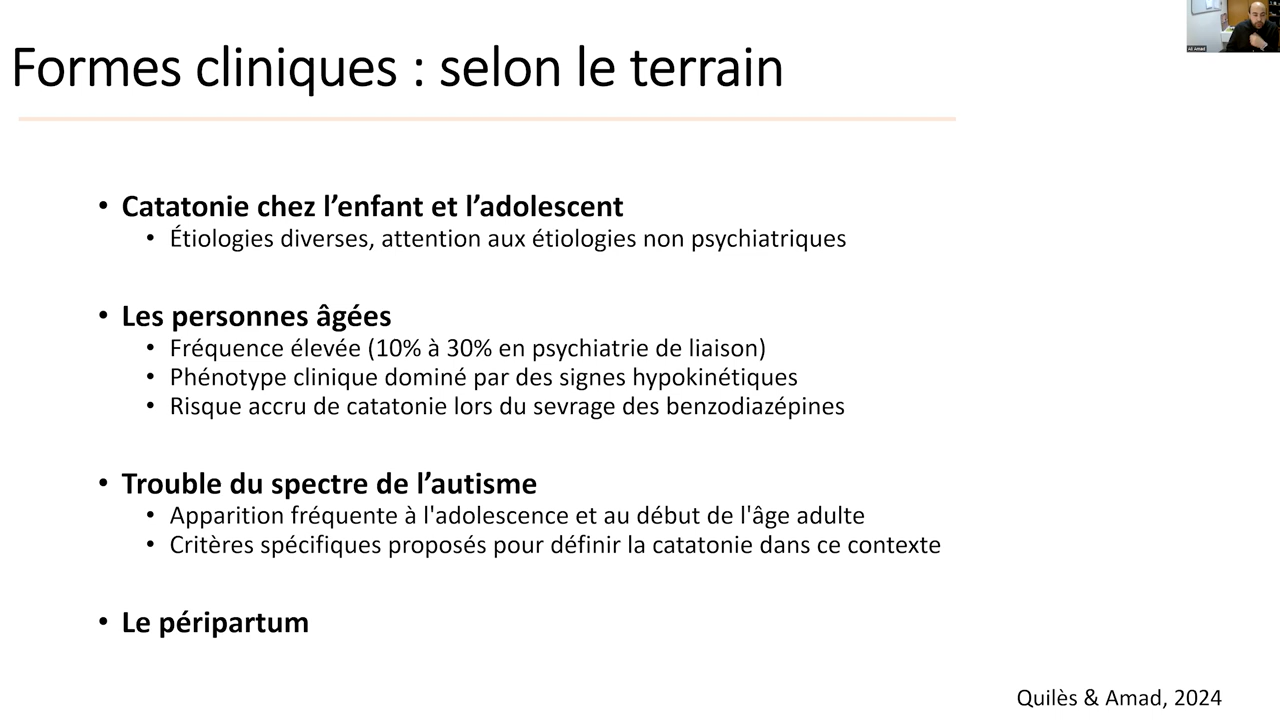 Formes cliniques : selon le terrain
• Catatonie chez l’enfant et l’adolescent
• Étiologies diverses, attention aux étiologies non psychiatriques
• Les personnes âgées
• Fréquence élevée (10% à 30% en psychiatrie de liaison)
• Phénotype clinique dominé par des signes hypokinétiques
• Risque accru de catatonie lors du sevrage des benzodiazépines
• Trouble du spectre de l’autisme
• Apparition fréquente à l'adolescence et au début de l'âge adulte
• Critères spécifiques proposés pour définir la catatonie dans ce contexte
• Le péripartum
Quilès & Amad, 2024
Ali Amad